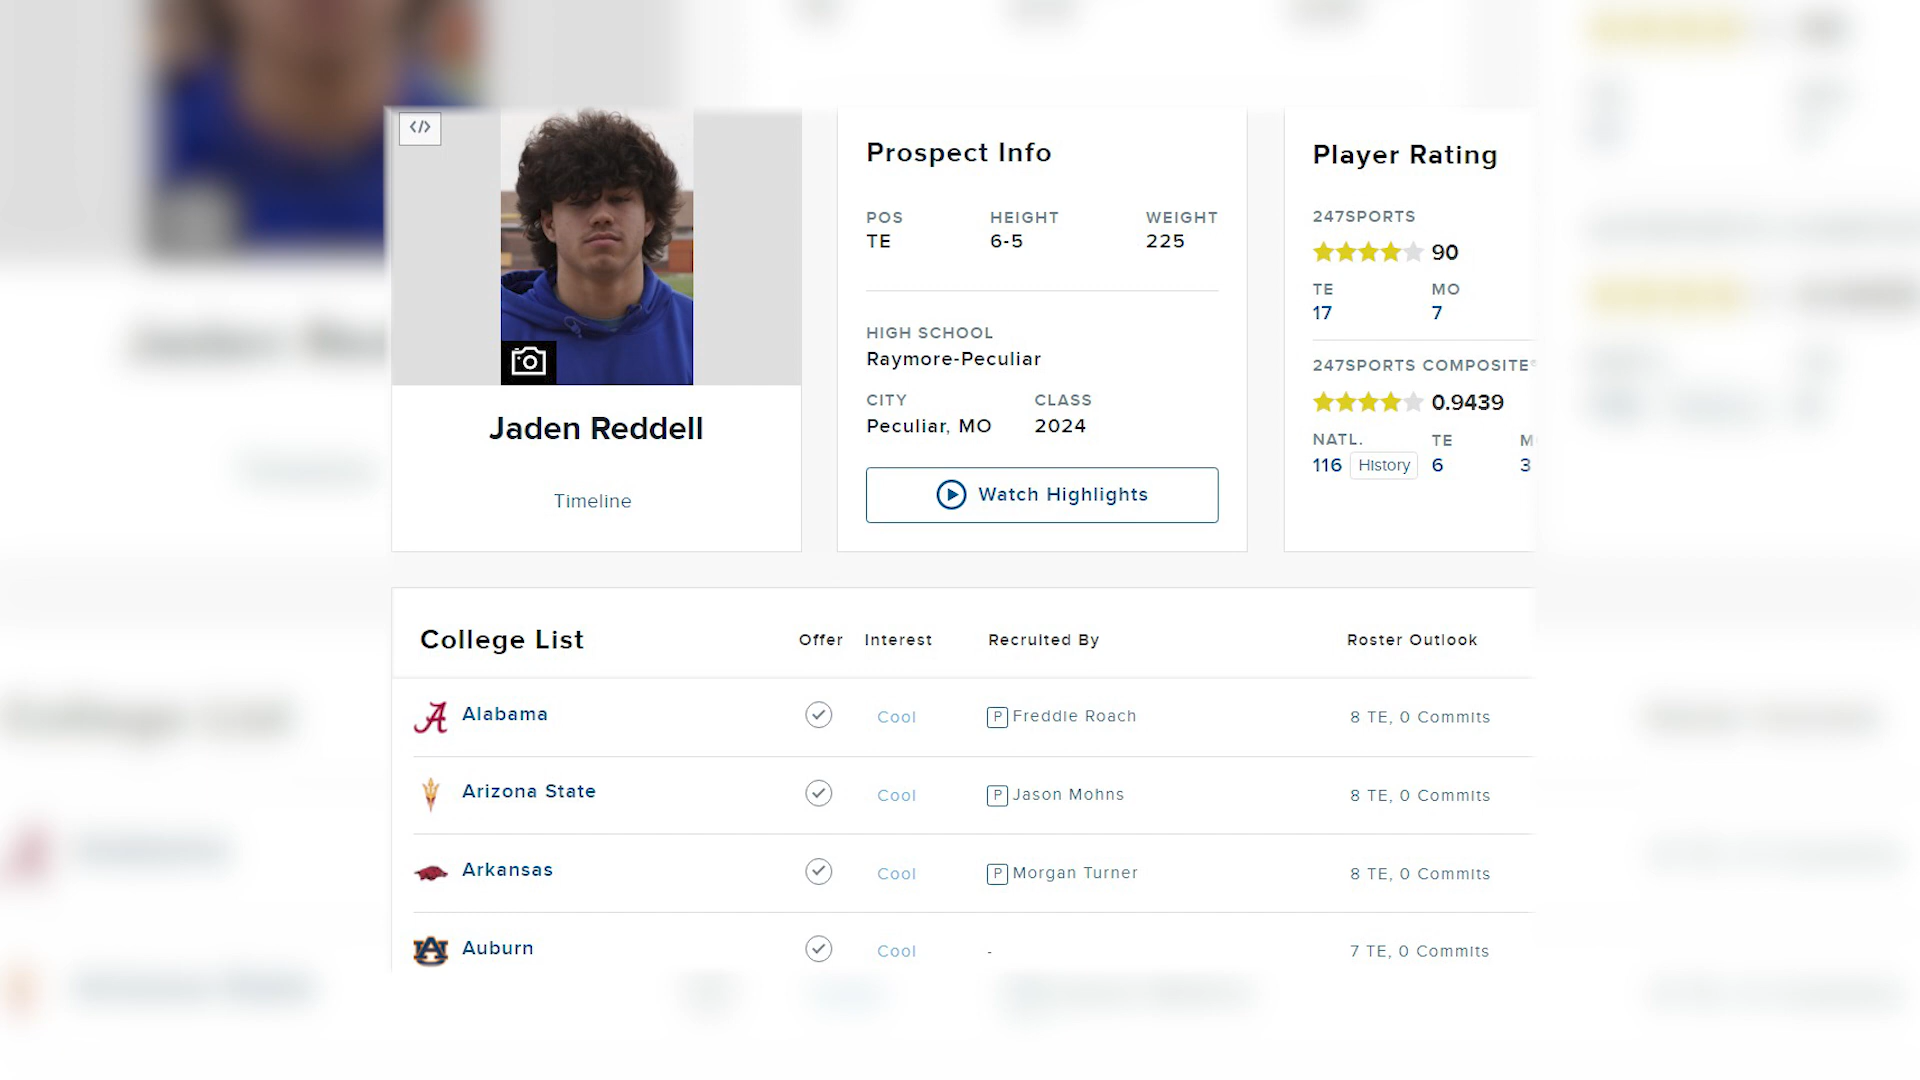 </>
Jaden Reddell
Timeline
Prospect Info
POS HEIGHT WEIGHT
TE 6-5 225
HIGH SCHOOL
Raymore-Peculiar
CITY CLASS
Peculiar, MO 2024
Watch Highlights
Player Rating
247SPORTS
90
TE MO
17 7
247SPORTS COMPOSITE
0.9439
NATL. TE M
116 History 6 3
College List Offer Interest Recruited By Roster Outlook
Alabama Cool P Freddie Roach 8 TE, 0 Commits
Arizona State Cool P Jason Mohns 8 TE, 0 Commits
Arkansas Cool P Morgan Turner 8 TE, 0 Commits
Auburn Cool - 7 TE, 0 Commits